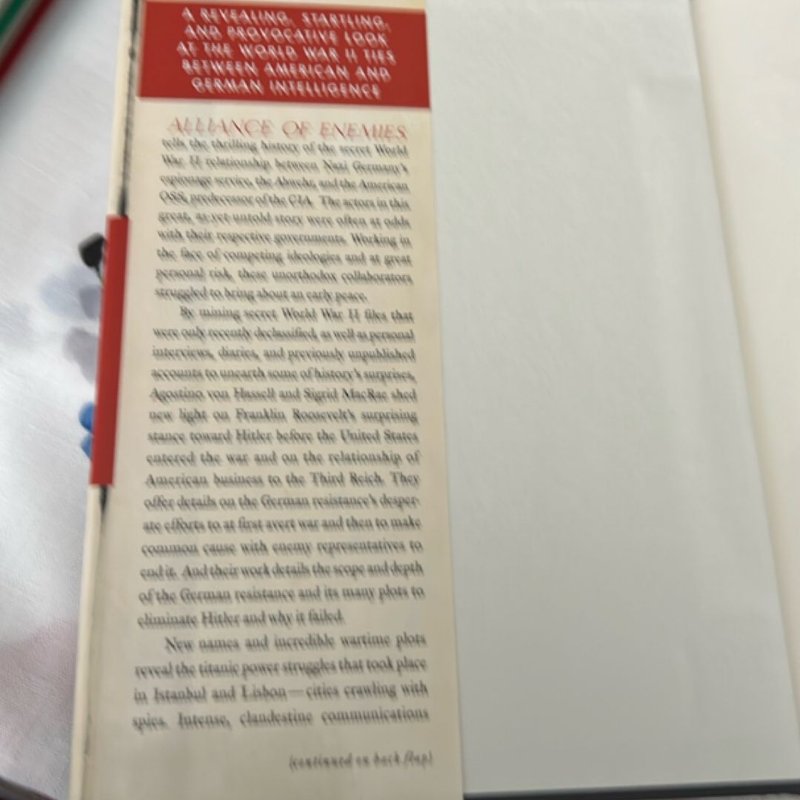 A REVEALING, STARTLING,
AND PROVOCATIVE LOOK
AT THE WORLD WAR II TIES
BETWEEN AMERICAN AND
GERMAN INTELLIGENCE
ALLIANCE OF ENEMIES
tells the thrilling history of the secret World
War II relationship between Nazi Germany's
espionage service, the Abwehr, and the American
OSS, predecessor of the CIA. The actors in this
great, as-yet-untold story were often at odds
with their respective governments. Working in
the face of competing ideologies and at great
personal risk, these unorthodox collaborators
struggled to bring about an early peace.
By mining secret World War II files that
were only recently declassified, as well as personal
interviews, diaries, and previously unpublished
accounts to unearth some of history's surprises,
Agostino von Hassell and Sigrid MacRae shed
new light on Franklin Roosevelt's surprising
stance toward Hitler before the United States
entered the war and on the relationship of
American business to the Third Reich. They
offer details on the German resistance's desper-
ate efforts to at first avert war and then to make
common cause with enemy representatives to
end it. And their work details the scope and depth
of the German resistance and its many plots to
eliminate Hitler and why it failed.
New names and incredible wartime plots
reveal the titanic power struggles that took place
in Istanbul and Lisbon—cities crawling with
spies. Intense, clandestine communications
(continued on back flap)